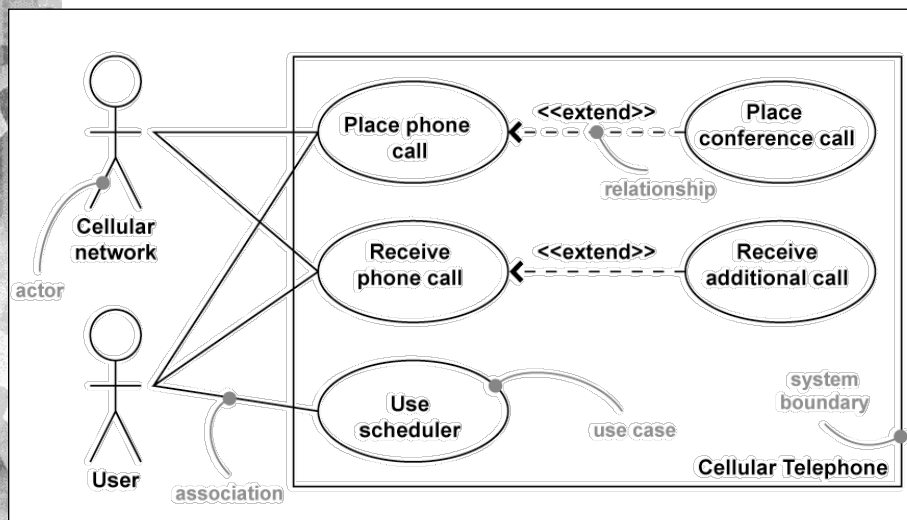 Place phone
call
<<extend>>
Place
conference call
relationship
Cellular
network
actor
Receive
phone call
<<extend>>
Receive
additional call
Use
scheduler
use case
system
boundary
Cellular Telephone
User
association